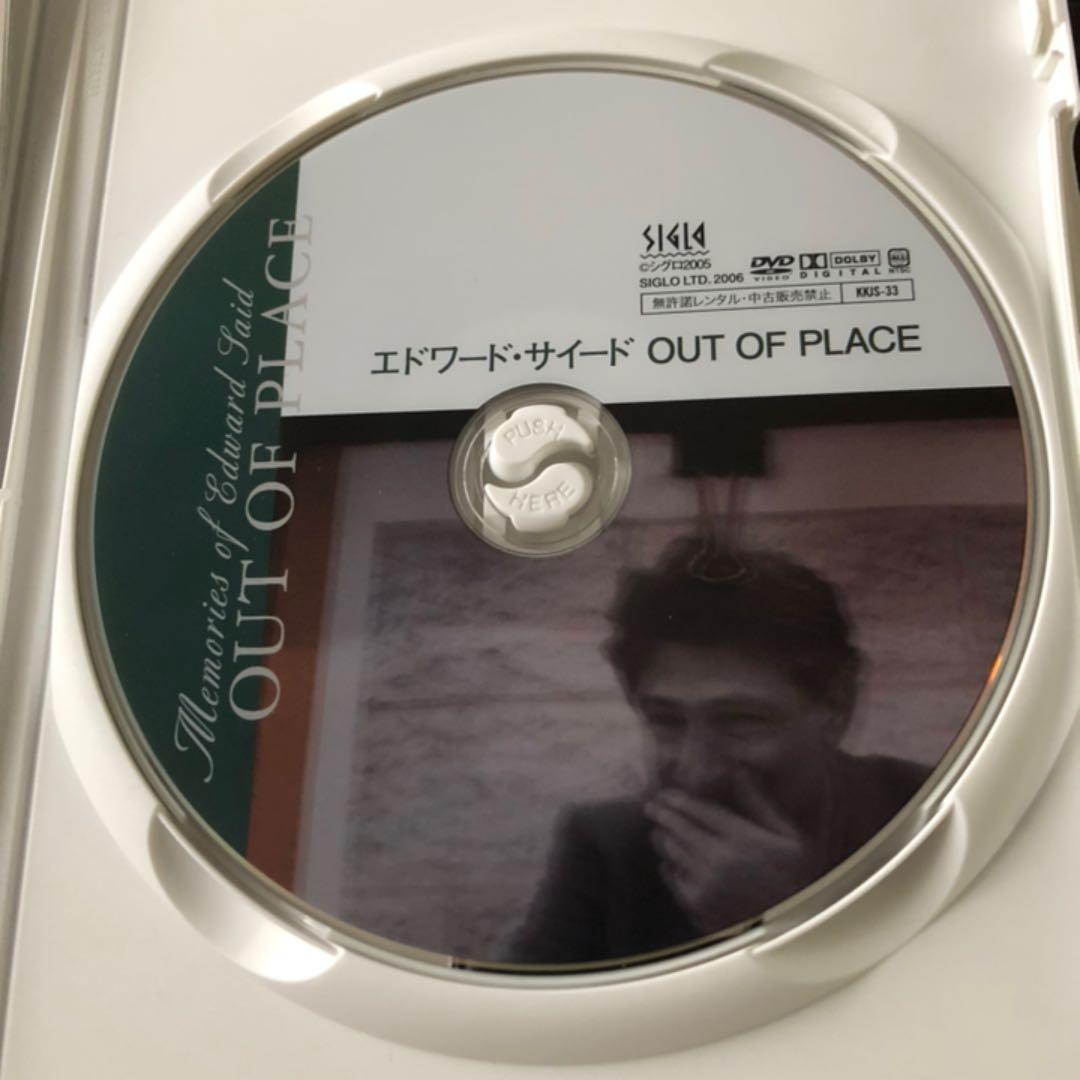 SIGLO
©シグロ2005
SIGLO LTD. 2006
DVD VIDEO
DOLBY DIGITAL
ALL NTSC
無許諾レンタル・中古販売禁止 KKJS-33
エドワード・サイード OUT OF PLACE
Memories of Edward Said
OUT OF PLACE
PUSH
HERE